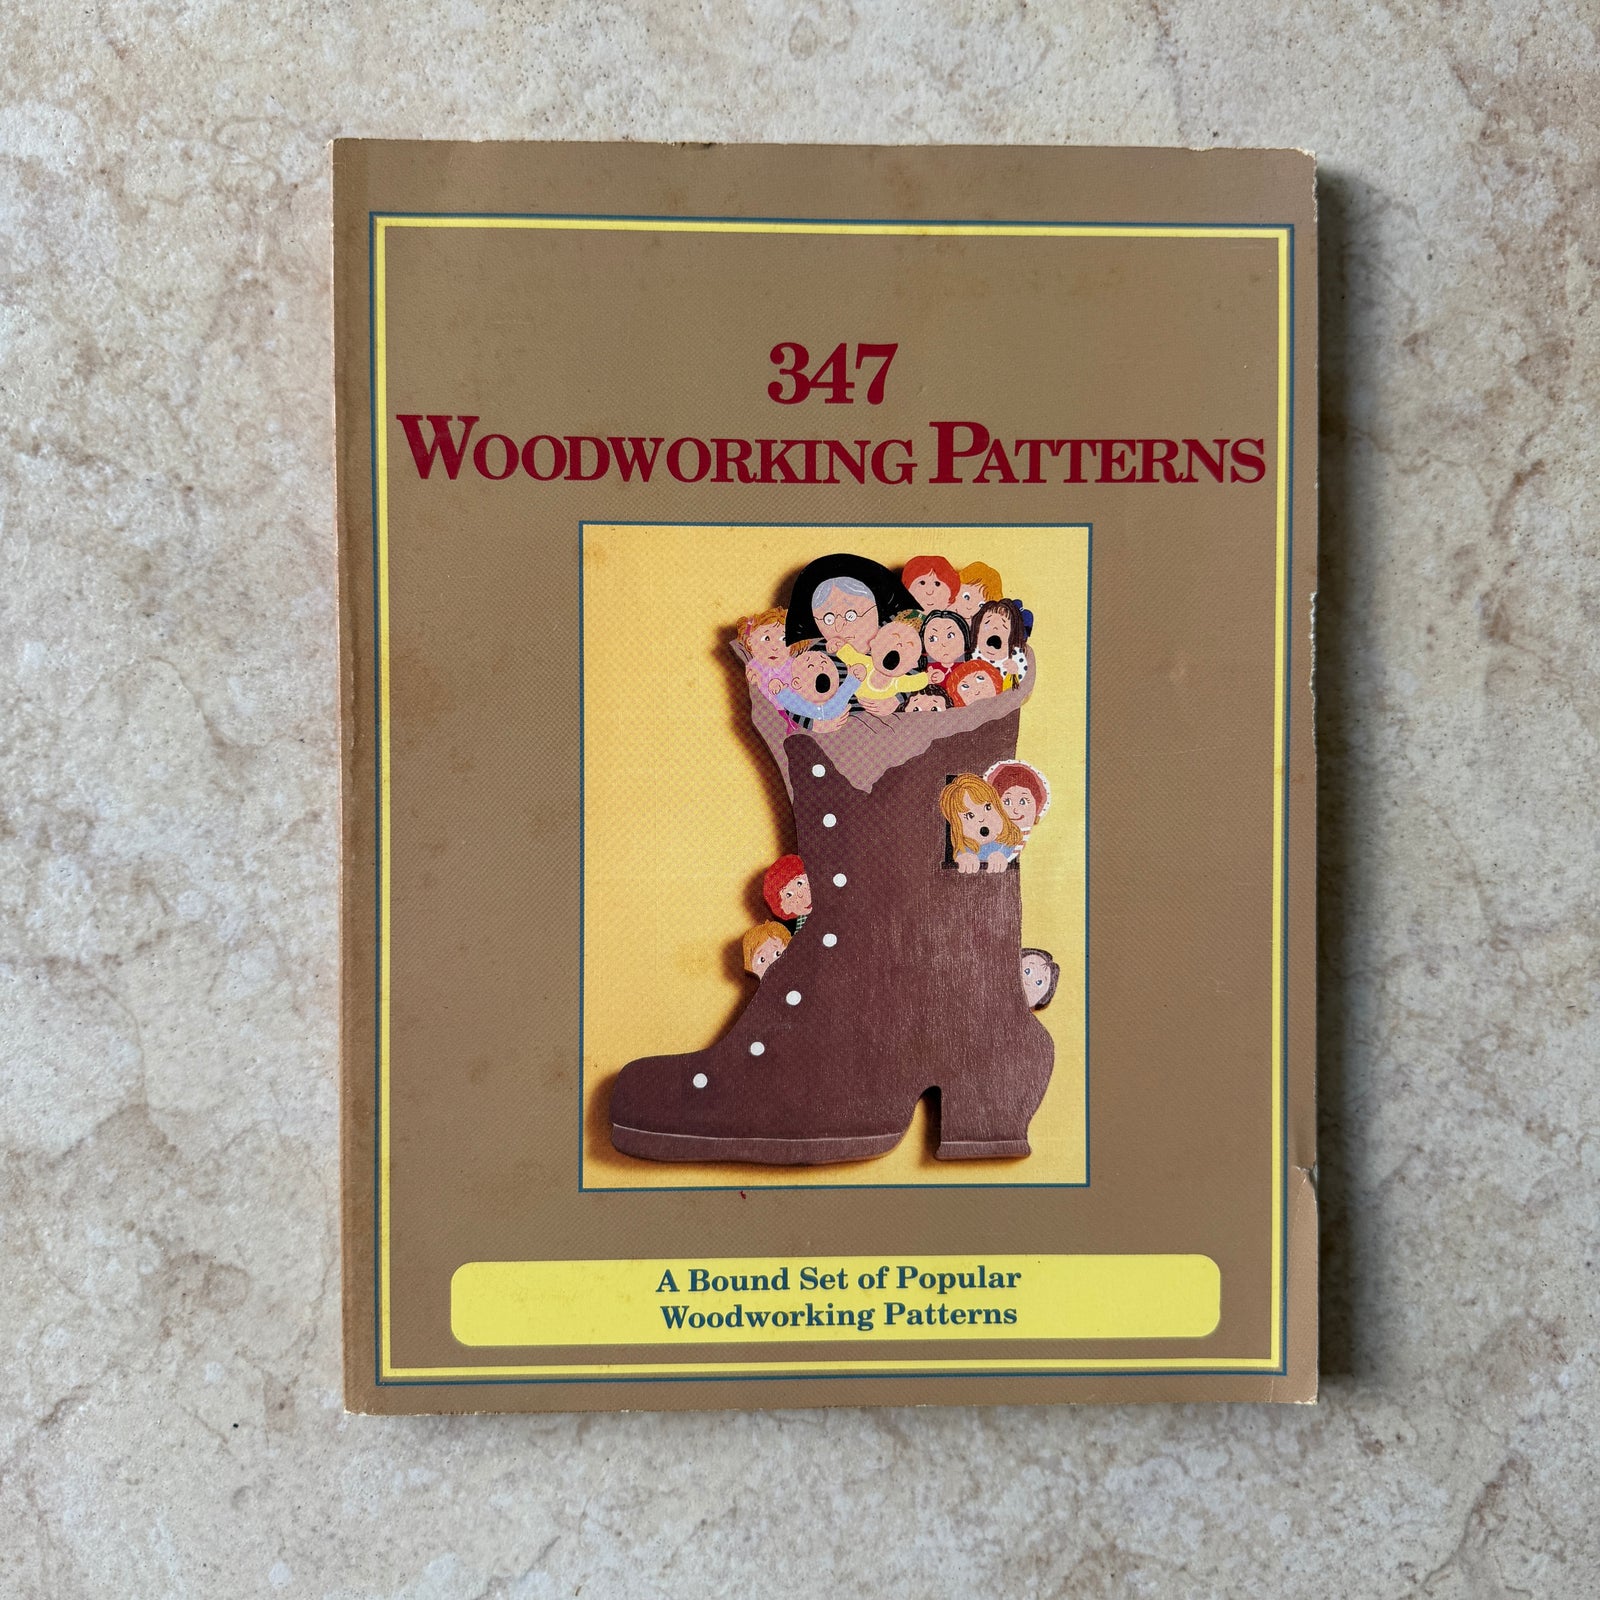 347
WOODWORKING PATTERNS
A Bound Set of Popular
Woodworking Patterns